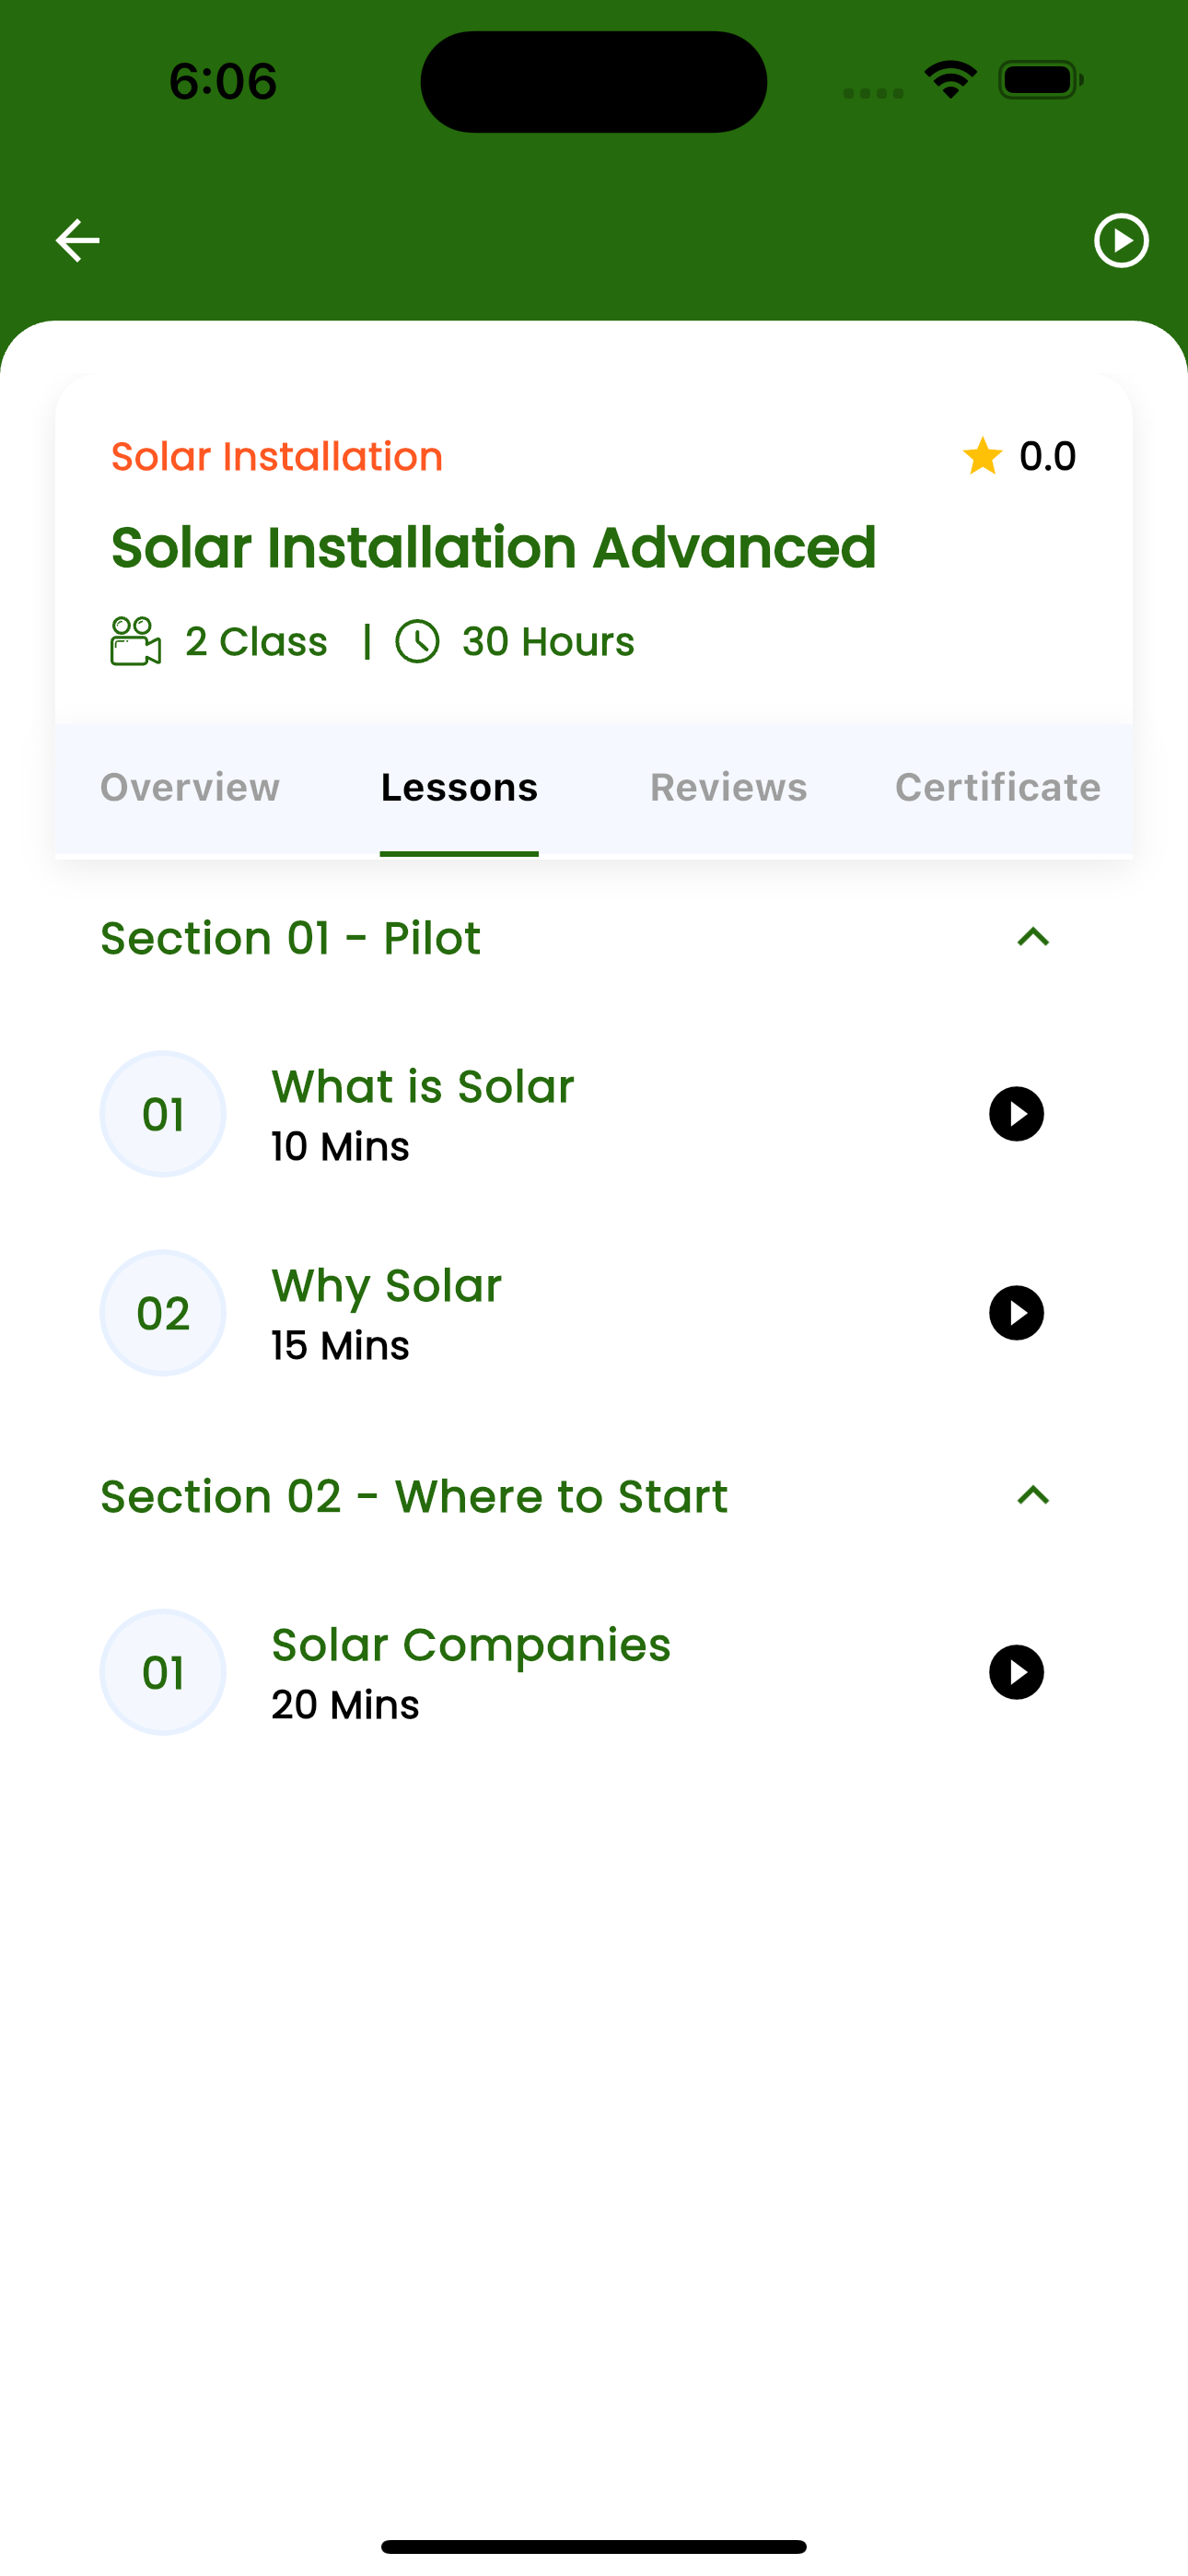 6:06
Solar Installation 0.0
Solar Installation Advanced
2 Class | 30 Hours
Overview Lessons Reviews Certificate
Section 01 - Pilot
01 What is Solar
10 Mins
02 Why Solar
15 Mins
Section 02 - Where to Start
01 Solar Companies
20 Mins